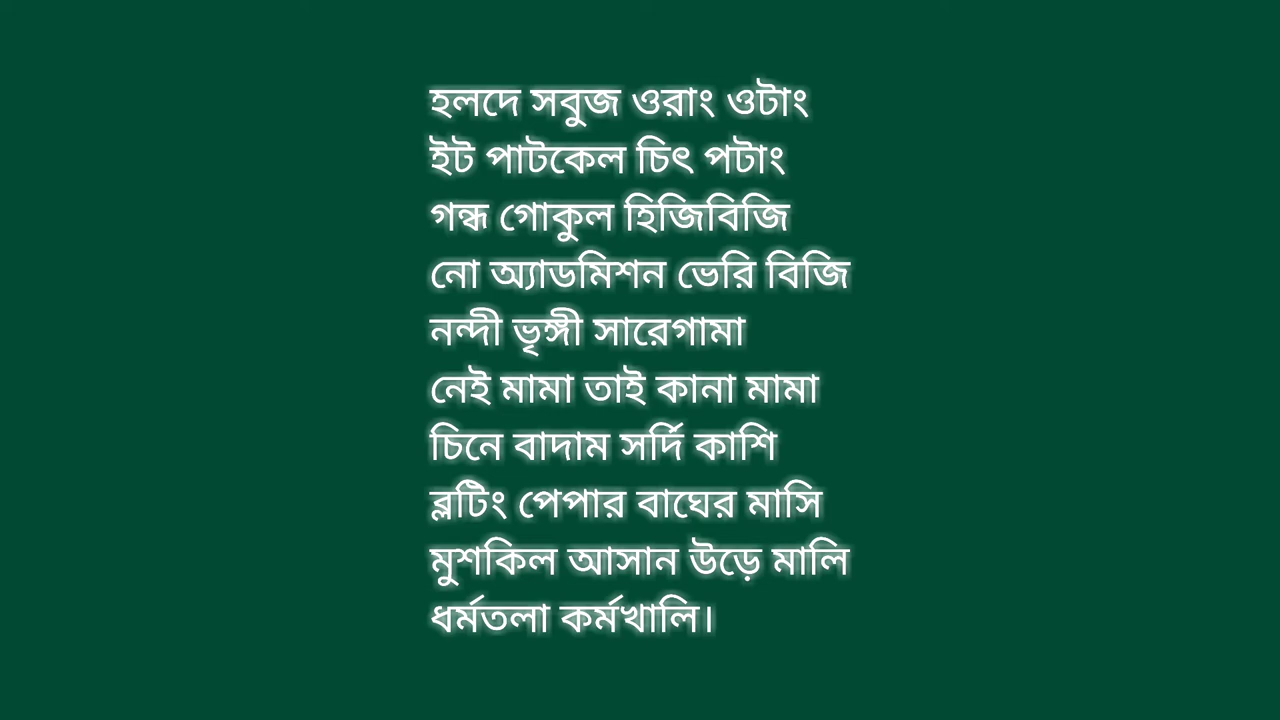 হলদে সবুজ ওরাং ওটাং
ইট পাটকেল চিৎ পটাং
গন্ধ গোকুল হিজিবিজি
নো অ্যাডমিশন ভেরি বিজি
নন্দী ভৃঙ্গী সারেগামা
নেই মামা তাই কানা মামা
চিনে বাদাম সর্দি কাশি
ব্লটিং পেপার বাঘের মাসি
মুশকিল আসান উড়ে মালি
ধর্মতলা কর্মখালি।